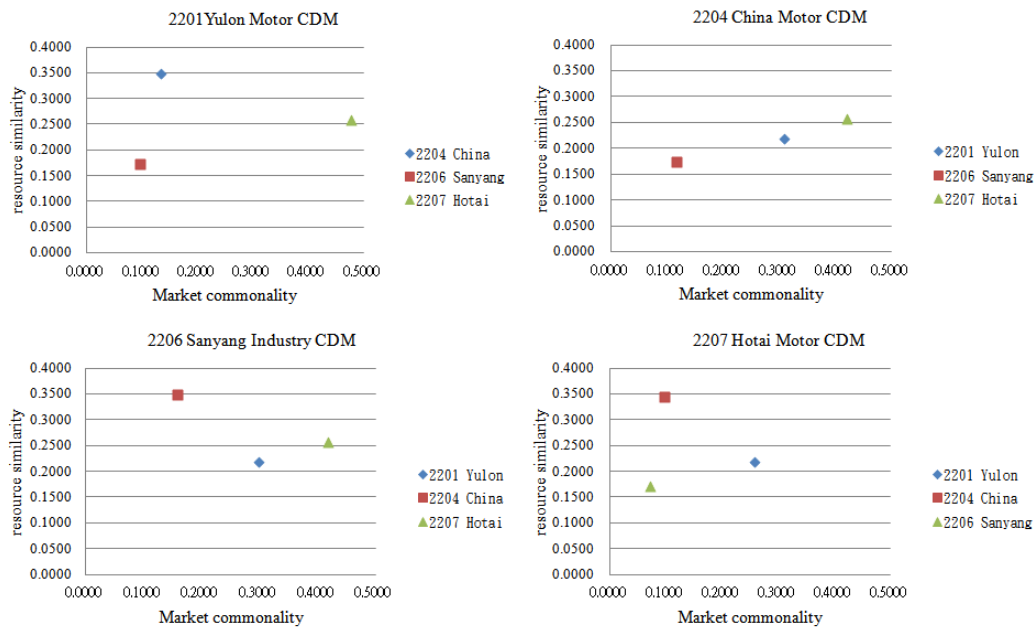 2201Yulon Motor CDM
0.4000
0.3500
0.3000
0.2500
0.2000
0.1500
0.1000
0.0500
0.0000
resource similarity
0.0000 0.1000 0.2000 0.3000 0.4000 0.5000
Market commonality
2204 China
2206 Sanyang
2207 Hotai
2204 China Motor CDM
0.4000
0.3500
0.3000
0.2500
0.2000
0.1500
0.1000
0.0500
0.0000
resource similarity
0.0000 0.1000 0.2000 0.3000 0.4000 0.5000
Market commonality
2201 Yulon
2206 Sanyang
2207 Hotai
2206 Sanyang Industry CDM
0.4000
0.3500
0.3000
0.2500
0.2000
0.1500
0.1000
0.0500
0.0000
resource similarity
0.0000 0.1000 0.2000 0.3000 0.4000 0.5000
Market commonality
2201 Yulon
2204 China
2207 Hotai
2207 Hotai Motor CDM
0.4000
0.3500
0.3000
0.2500
0.2000
0.1500
0.1000
0.0500
0.0000
resource similarity
0.0000 0.1000 0.2000 0.3000 0.4000 0.5000
Market commonality
2201 Yulon
2204 China
2206 Sanyang